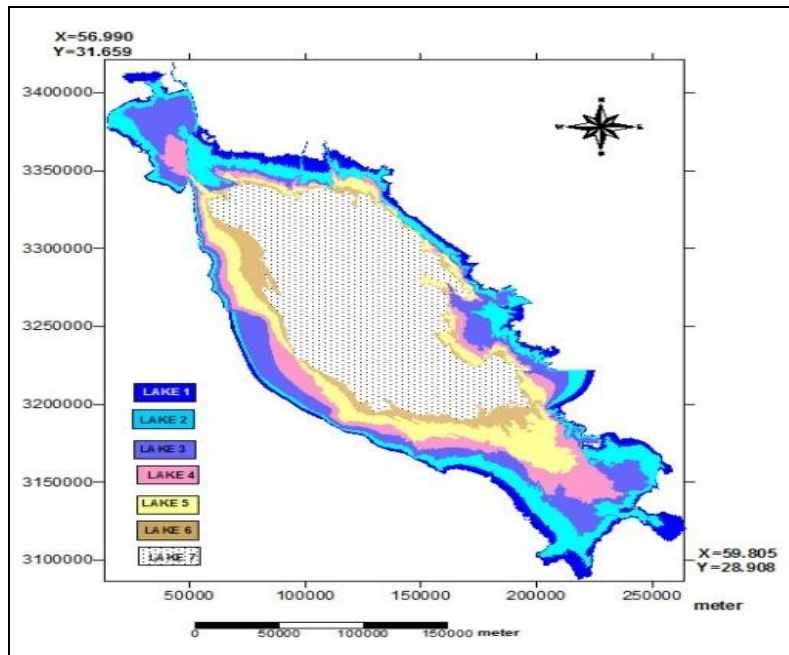 X=56.990
Y=31.659
3400000
3350000
3300000
3250000
3200000
3150000
3100000
LAKE 1
LAKE 2
LAKE 3
LAKE 4
LAKE 5
LAKE 6
LAKE 7
X=59.805
Y=28.908
50000 100000 150000 200000 250000
meter
0 50000 100000 150000 meter